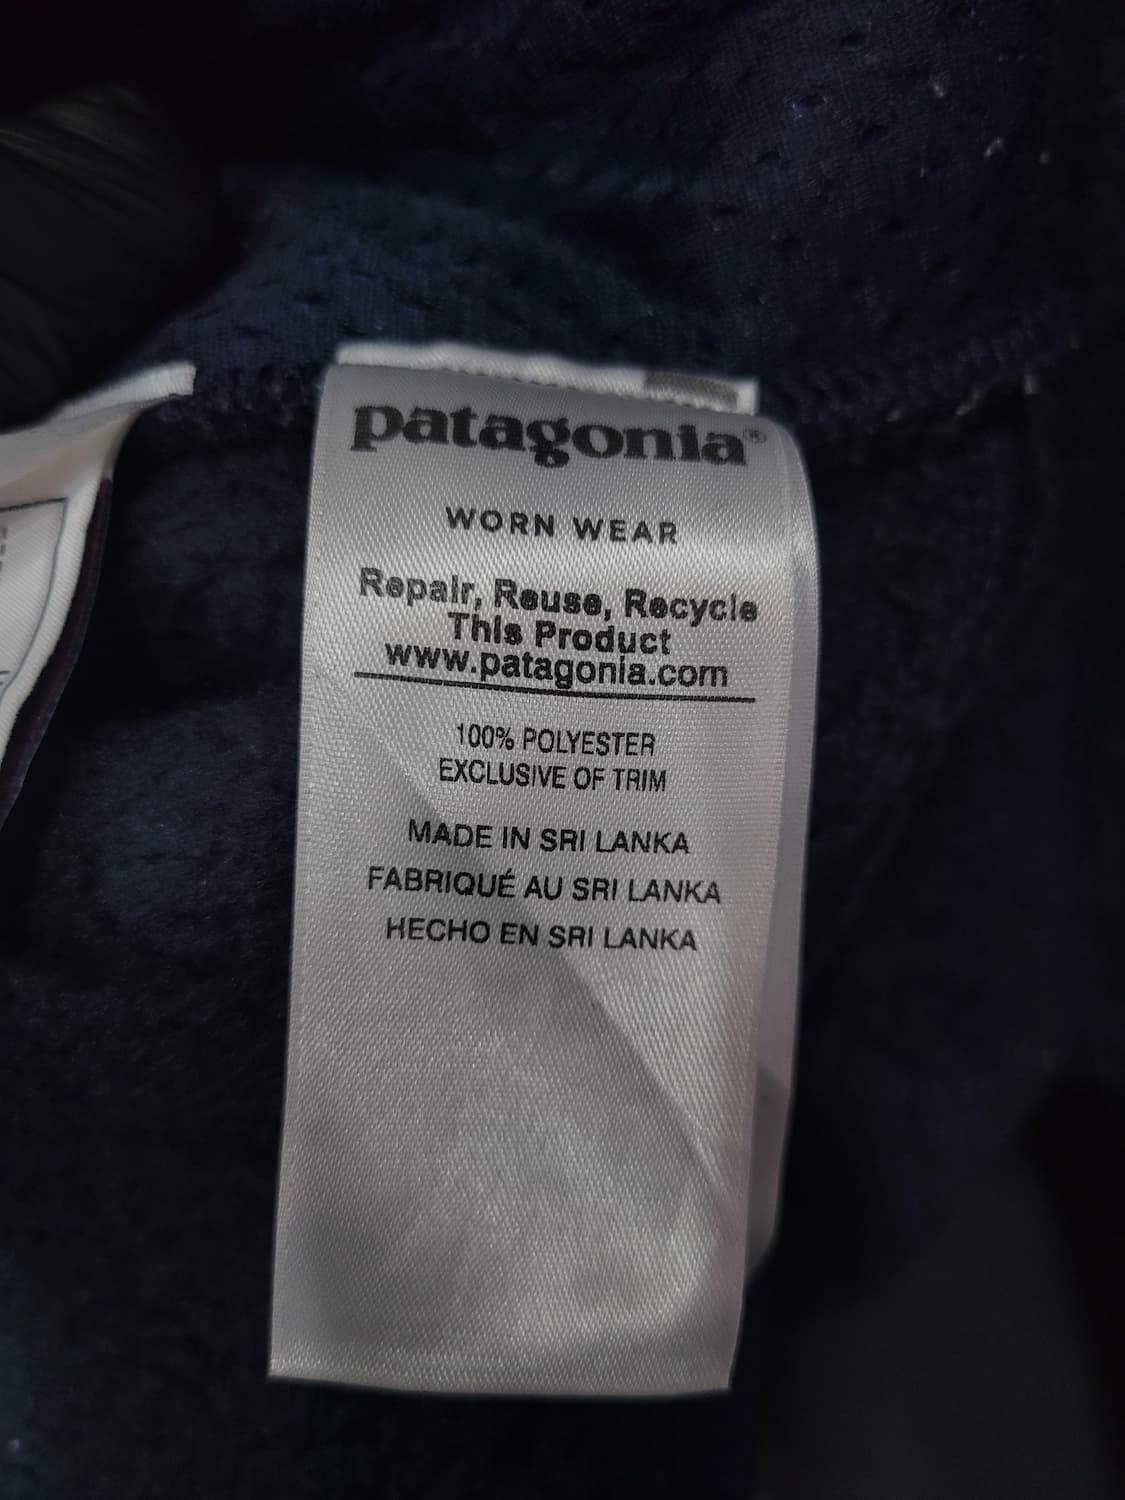 patagonia®
WORN WEAR
Repair, Reuse, Recycle
This Product
www.patagonia.com
100% POLYESTER
EXCLUSIVE OF TRIM
MADE IN SRI LANKA
FABRIQUÉ AU SRI LANKA
HECHO EN SRI LANKA